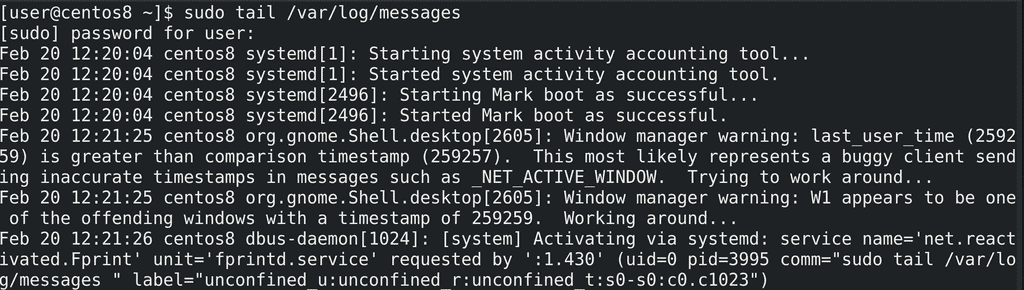 [user@centos8 ~]$ sudo tail /var/log/messages
[sudo] password for user:
Feb 20 12:20:04 centos8 systemd[1]: Starting system activity accounting tool...
Feb 20 12:20:04 centos8 systemd[1]: Started system activity accounting tool.
Feb 20 12:20:04 centos8 systemd[2496]: Starting Mark boot as successful...
Feb 20 12:20:04 centos8 systemd[2496]: Started Mark boot as successful.
Feb 20 12:21:25 centos8 org.gnome.Shell.desktop[2605]: Window manager warning: last_user_time (2592
59) is greater than comparison timestamp (259257).  This most likely represents a buggy client send
ing inaccurate timestamps in messages such as _NET_ACTIVE_WINDOW.  Trying to work around...
Feb 20 12:21:25 centos8 org.gnome.Shell.desktop[2605]: Window manager warning: W1 appears to be one
 of the offending windows with a timestamp of 259259.  Working around...
Feb 20 12:21:26 centos8 dbus-daemon[1024]: [system] Activating via systemd: service name='net.react
ivated.Fprint' unit='fprintd.service' requested by ':1.430' (uid=0 pid=3995 comm="sudo tail /var/lo
g/messages " label="unconfined_u:unconfined_r:unconfined_t:s0-s0:c0.c1023")